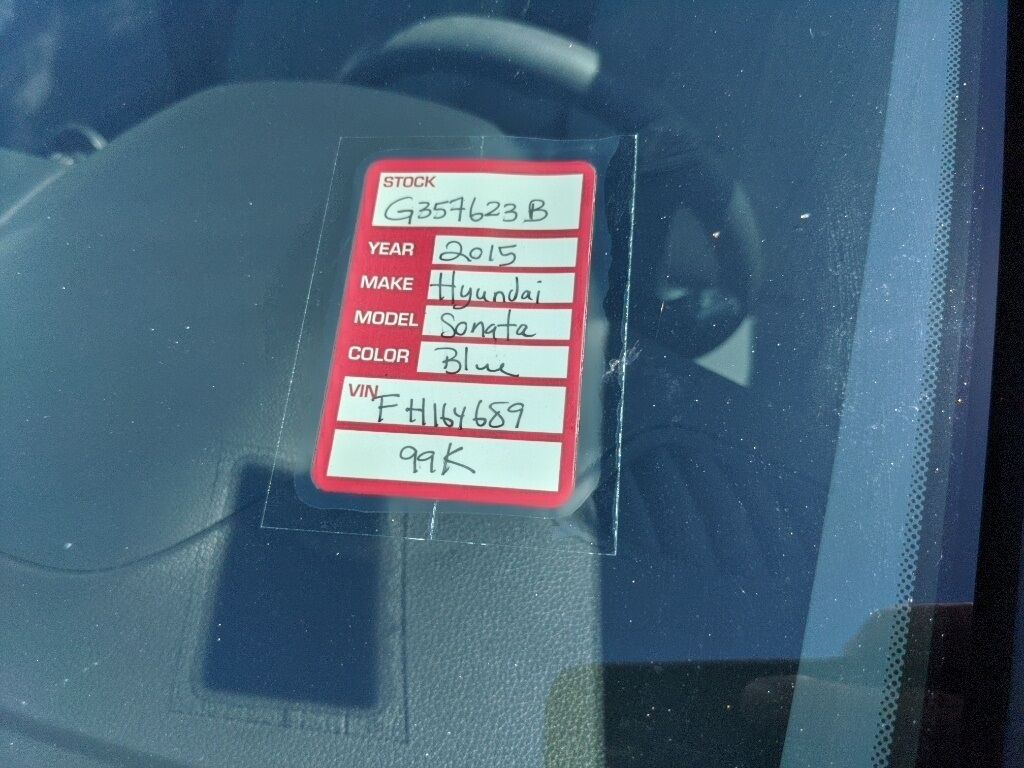 STOCK
G357623B
YEAR 2015
MAKE Hyundai
MODEL Sonata
COLOR Blue
VIN FH164689
99K